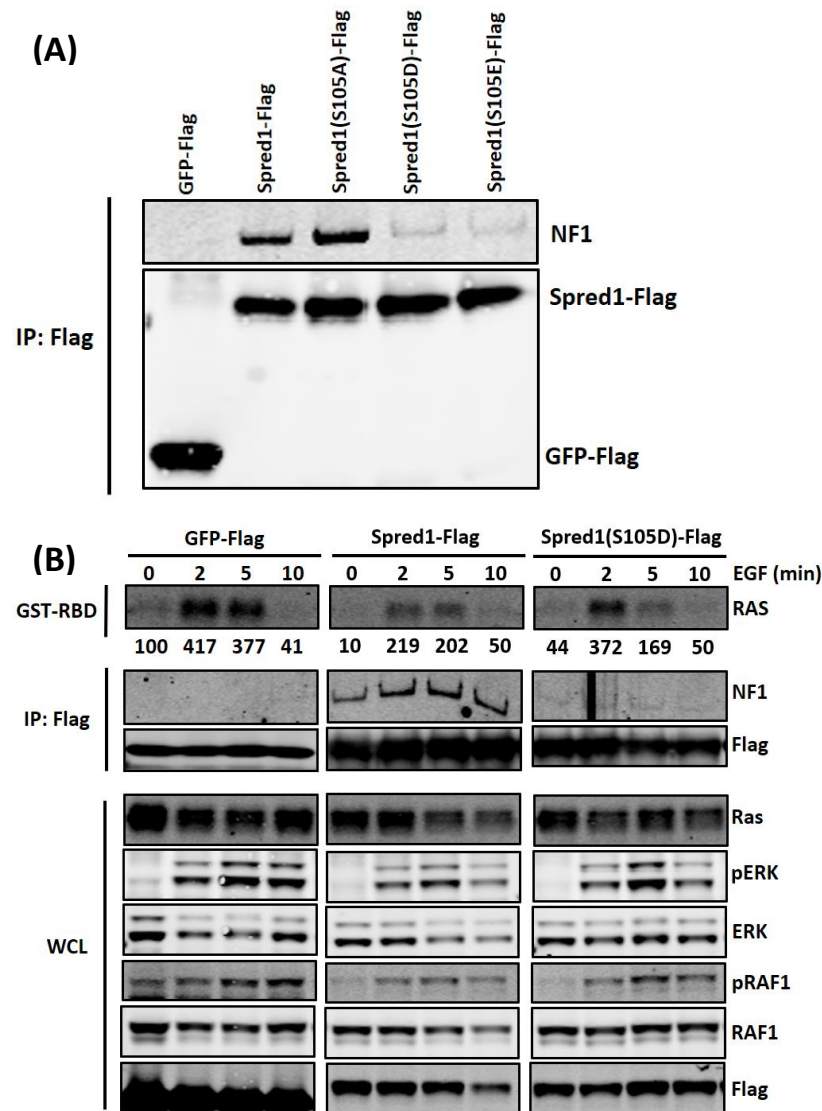 (A)
GFP-Flag
Spred1-Flag
Spred1(S105A)-Flag
Spred1(S105D)-Flag
Spred1(S105E)-Flag
NF1
IP: Flag
Spred1-Flag
GFP-Flag
(B)
GFP-Flag Spred1-Flag Spred1(S105D)-Flag
0 2 5 10 0 2 5 10 0 2 5 10 EGF (min)
GST-RBD RAS
100 417 377 41 10 219 202 50 44 372 169 50
NF1
IP: Flag
Flag
Ras
pERK
WCL
ERK
pRAF1
RAF1
Flag